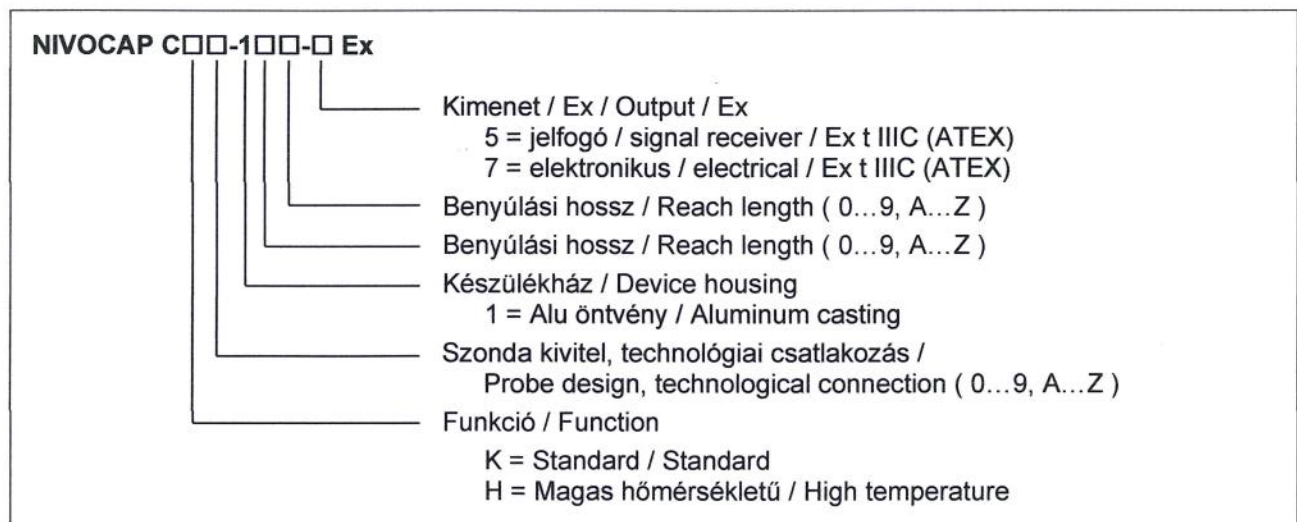 NIVOCAP C□□-1□□-□ Ex
Kimenet / Ex / Output / Ex
5 = jelfogó / signal receiver / Ex t IIIC (ATEX)
7 = elektronikus / electrical / Ex t IIIC (ATEX)
Benyúlási hossz / Reach length ( 0…9, A…Z )
Benyúlási hossz / Reach length ( 0…9, A…Z )
Készülékház / Device housing
1 = Alu öntvény / Aluminum casting
Szonda kivitel, technológiai csatlakozás /
Probe design, technological connection ( 0…9, A…Z )
Funkció / Function
K = Standard / Standard
H = Magas hőmérsékletű / High temperature